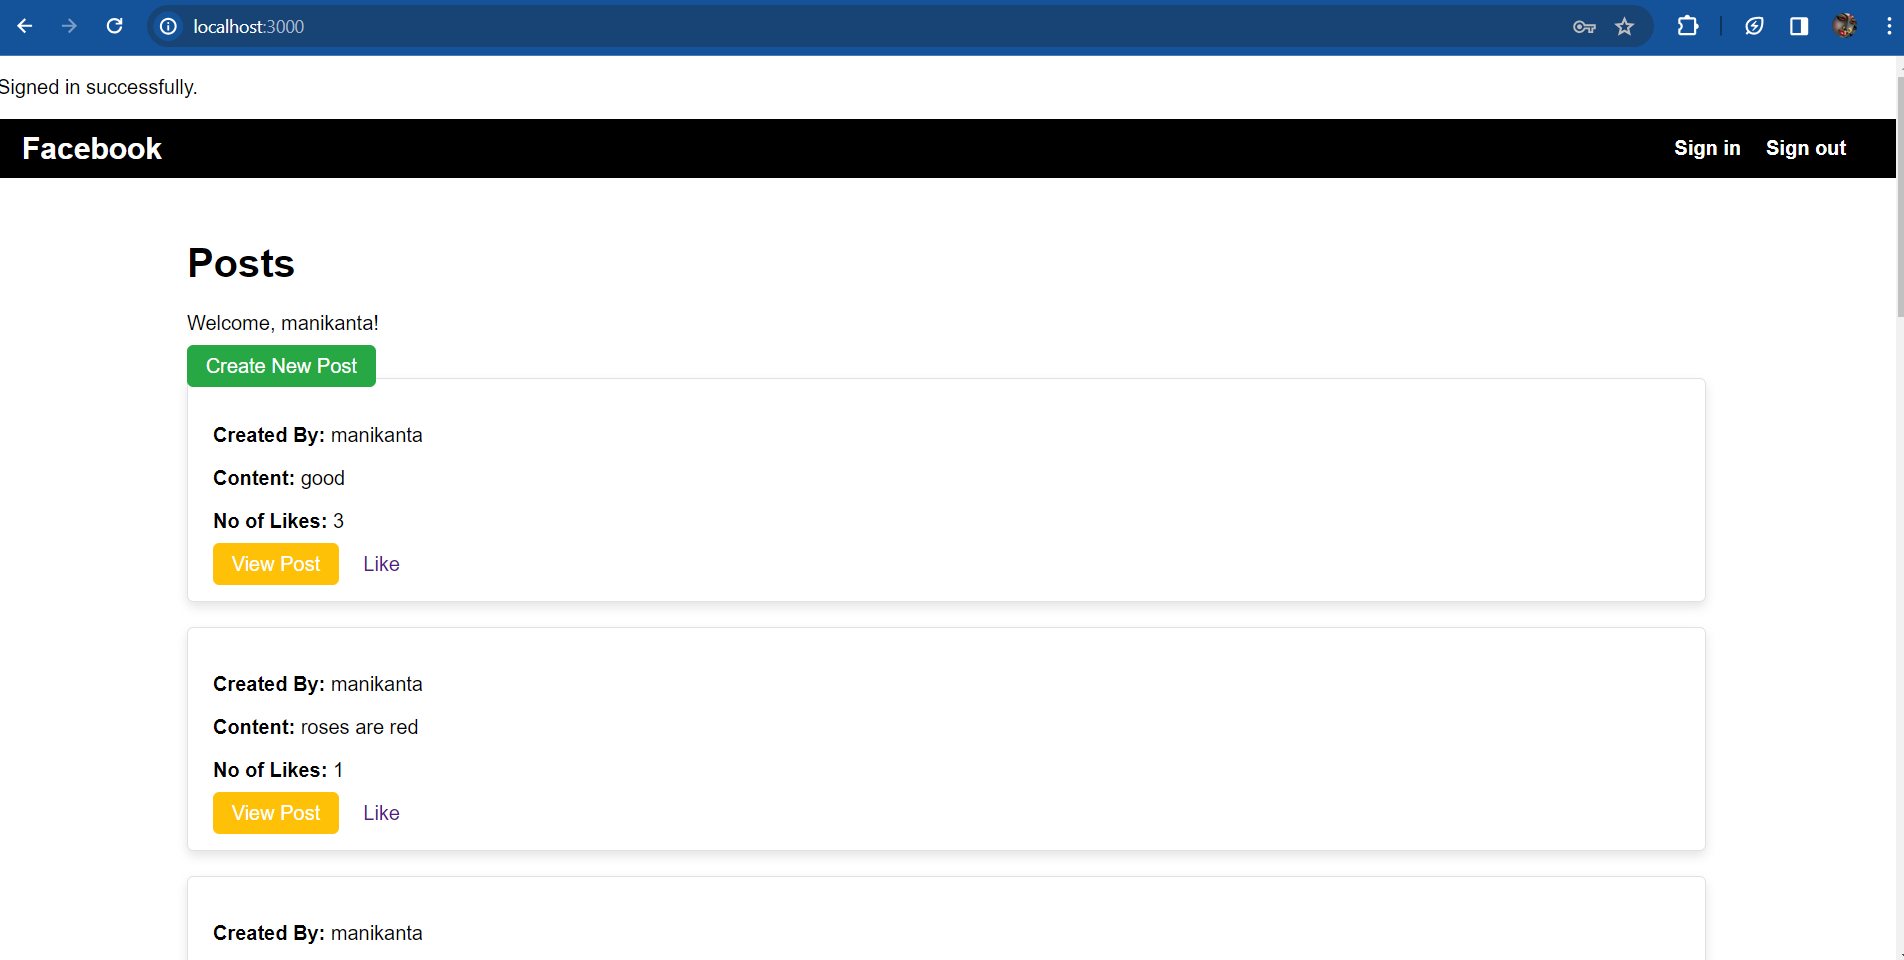 localhost:3000
Signed in successfully.
Facebook
Sign in
Sign out
Posts
Welcome, manikanta!
Create New Post
Created By: manikanta
Content: good
No of Likes: 3
View Post
Like
Created By: manikanta
Content: roses are red
No of Likes: 1
View Post
Like
Created By: manikanta